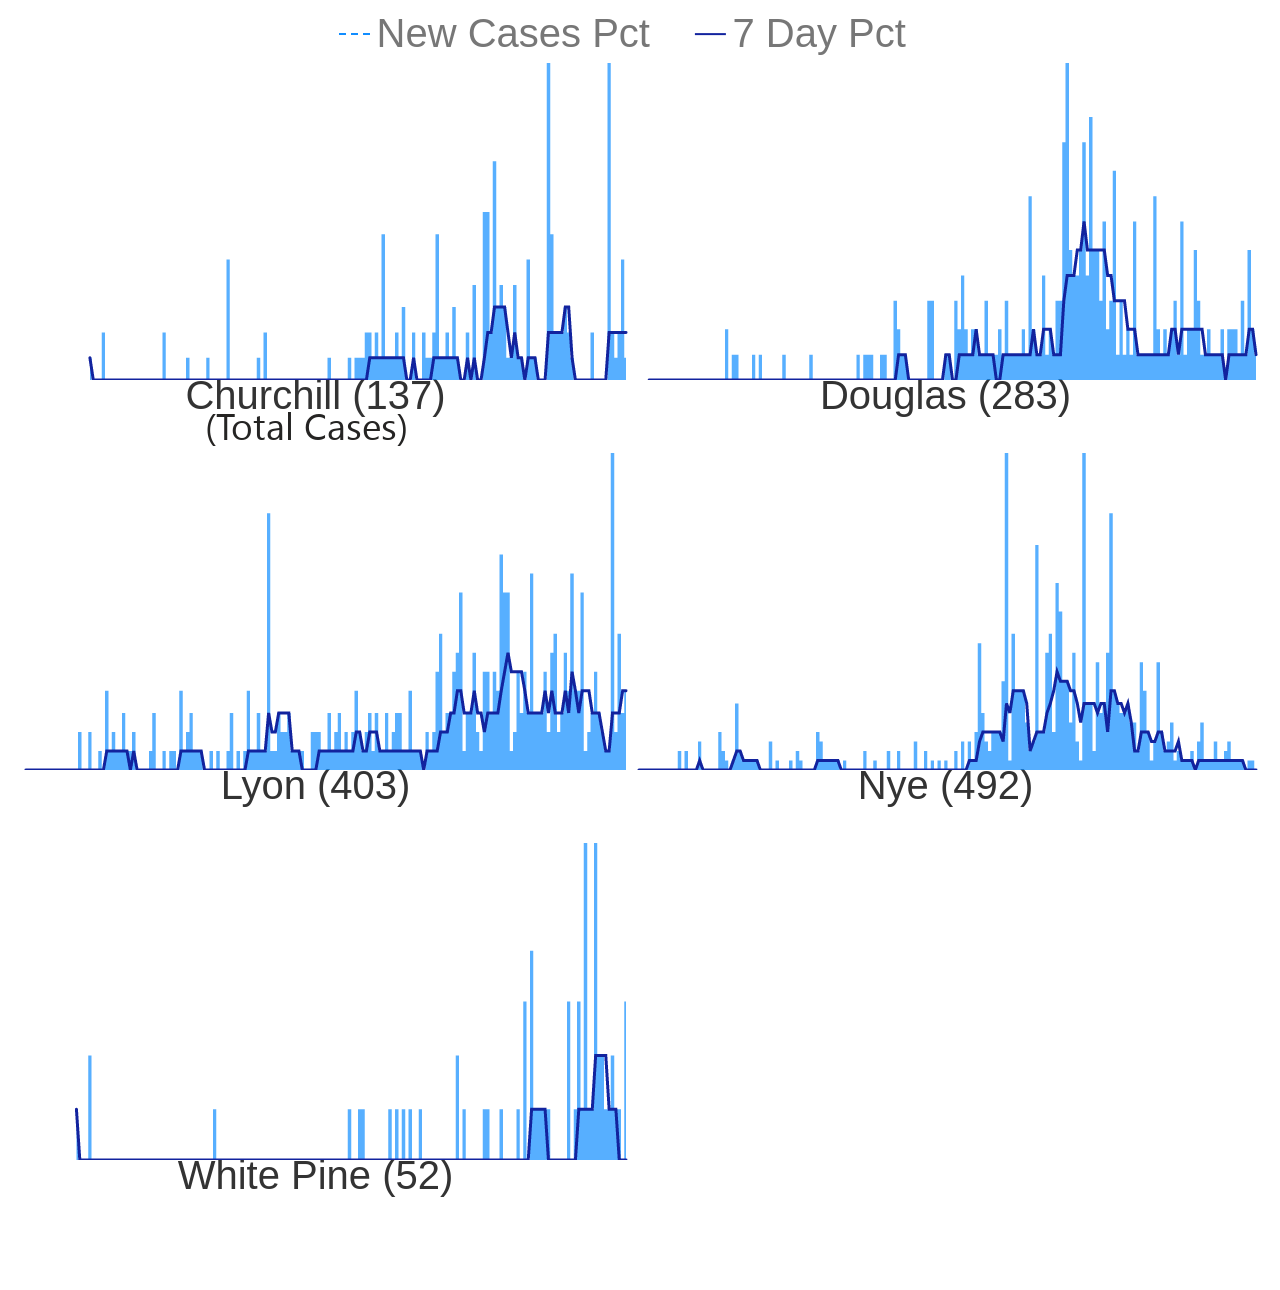 New Cases Pct 7 Day Pct
Churchill (137) Douglas (283)
(Total Cases)
Lyon (403) Nye (492)
White Pine (52)